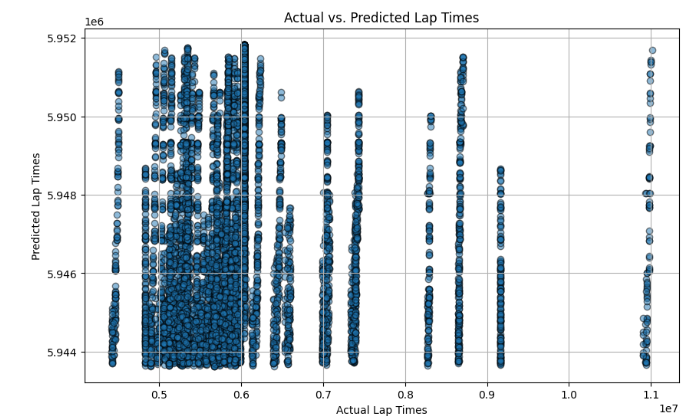 Actual vs. Predicted Lap Times
1e6
5.952
5.950
5.948
5.946
5.944
Predicted Lap Times
0.5 0.6 0.7 0.8 0.9 1.0 1.1
1e7
Actual Lap Times